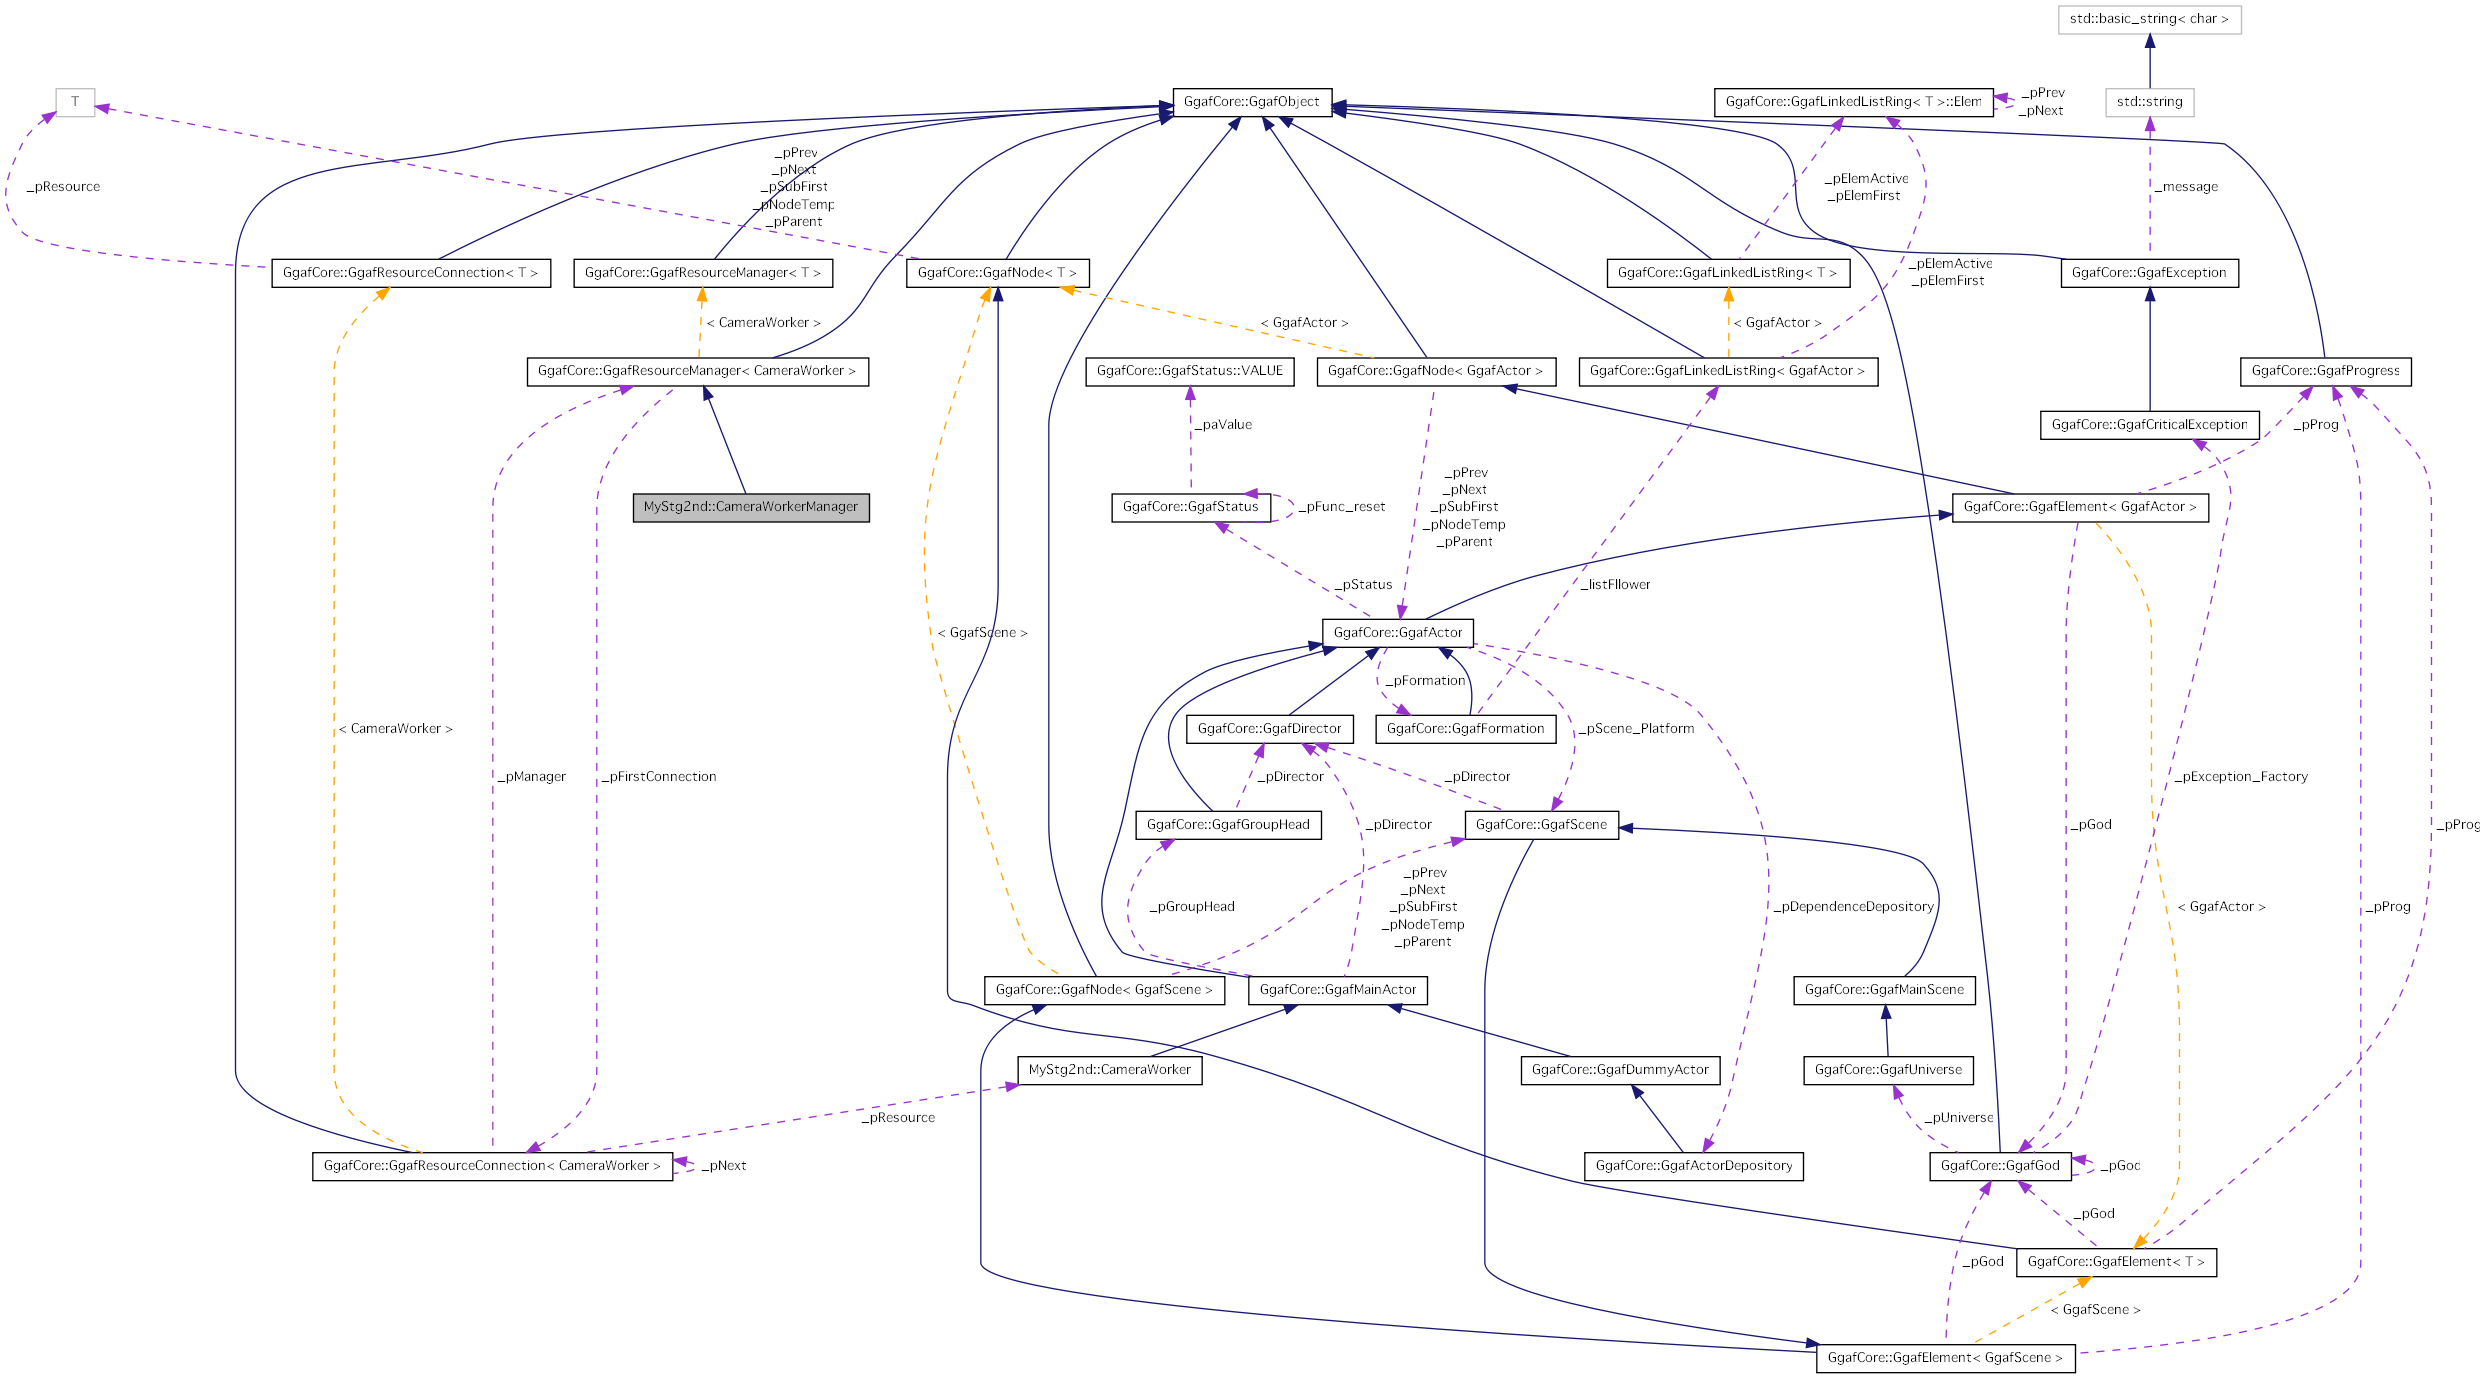 std::basic_string< char >
T
GgafCore::GgafObject
GgafCore::GgafLinkedListRing< T >::Elem
_pPrev
_pNext
std::string
_pResource
_pPrev
_pNext
_pSubFirst
_pNodeTemp
_pParent
_pElemActive
_pElemFirst
_message
GgafCore::GgafResourceConnection< T >
GgafCore::GgafResourceManager< T >
GgafCore::GgafNode< T >
GgafCore::GgafLinkedListRing< T >
_pElemActive
_pElemFirst
GgafCore::GgafException
< CameraWorker >
< GgafActor >
< GgafActor >
GgafCore::GgafResourceManager< CameraWorker >
GgafCore::GgafStatus::VALUE
GgafCore::GgafNode< GgafActor >
GgafCore::GgafLinkedListRing< GgafActor >
GgafCore::GgafProgress
_paValue
GgafCore::GgafCriticalException
_pProg
MyStg2nd::CameraWorkerManager
GgafCore::GgafStatus
_pFunc_reset
_pPrev
_pNext
_pSubFirst
_pNodeTemp
_pParent
GgafCore::GgafElement< GgafActor >
_pStatus
_listFllower
< GgafScene >
GgafCore::GgafActor
_pFormation
< CameraWorker >
GgafCore::GgafDirector
GgafCore::GgafFormation
_pScene_Platform
_pManager
_pFirstConnection
_pDirector
_pDirector
_pException_Factory
GgafCore::GgafGroupHead
_pDirector
GgafCore::GgafScene
_pGod
_pProg
_pGroupHead
_pPrev
_pNext
_pSubFirst
_pNodeTemp
_pParent
_pDependenceDepository
< GgafActor >
_pProg
GgafCore::GgafNode< GgafScene >
GgafCore::GgafMainActor
GgafCore::GgafMainScene
MyStg2nd::CameraWorker
GgafCore::GgafDummyActor
GgafCore::GgafUniverse
_pResource
_pUniverse
GgafCore::GgafResourceConnection< CameraWorker >
_pNext
GgafCore::GgafActorDepository
GgafCore::GgafGod
_pGod
_pGod
_pGod
GgafCore::GgafElement< T >
< GgafScene >
GgafCore::GgafElement< GgafScene >